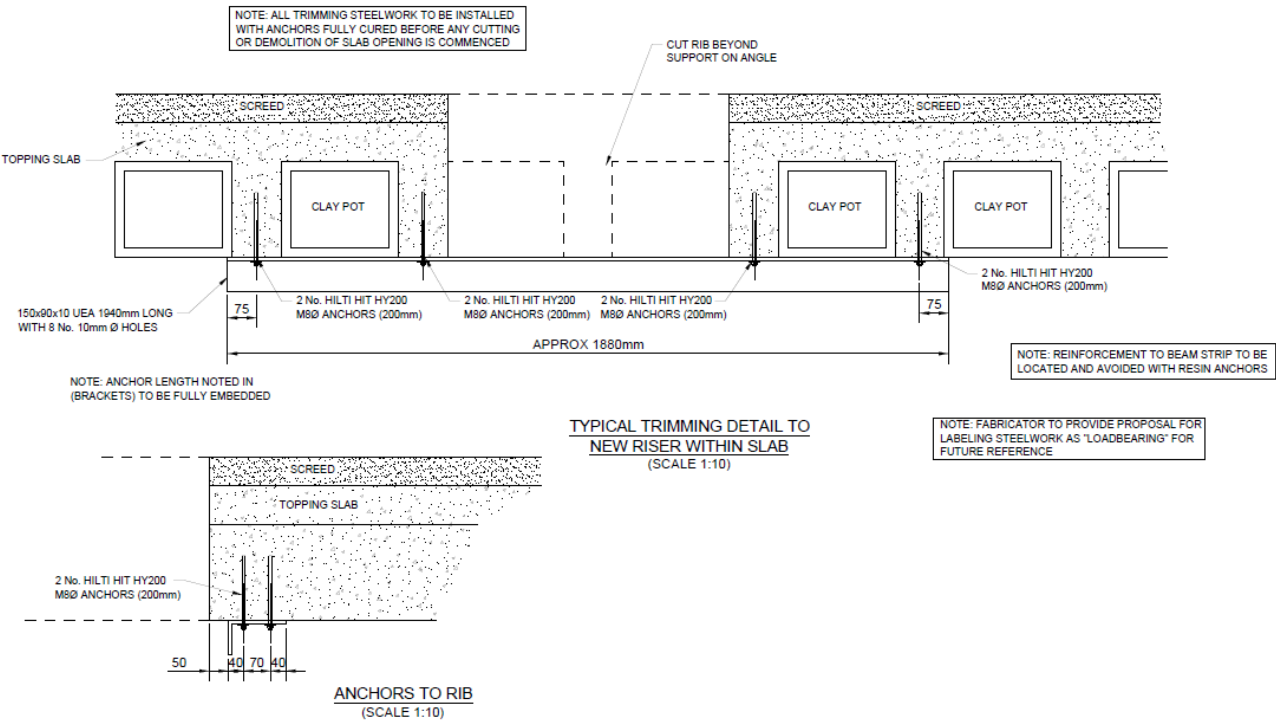 NOTE: ALL TRIMMING STEELWORK TO BE INSTALLED
WITH ANCHORS FULLY CURED BEFORE ANY CUTTING
OR DEMOLITION OF SLAB OPENING IS COMMENCED
CUT RIB BEYOND
SUPPORT ON ANGLE
SCREED
SCREED
TOPPING SLAB
CLAY POT
CLAY POT
CLAY POT
2 No. HILTI HIT HY200
M8Ø ANCHORS (200mm)
2 No. HILTI HIT HY200
M8Ø ANCHORS (200mm)
2 No. HILTI HIT HY200
M8Ø ANCHORS (200mm)
2 No. HILTI HIT HY200
M8Ø ANCHORS (200mm)
150x90x10 UEA 1940mm LONG
WITH 8 No. 10mm Ø HOLES
75
75
APPROX 1880mm
NOTE: REINFORCEMENT TO BEAM STRIP TO BE
LOCATED AND AVOIDED WITH RESIN ANCHORS
NOTE: ANCHOR LENGTH NOTED IN
(BRACKETS) TO BE FULLY EMBEDDED
TYPICAL TRIMMING DETAIL TO
NEW RISER WITHIN SLAB
(SCALE 1:10)
NOTE: FABRICATOR TO PROVIDE PROPOSAL FOR
LABELING STEELWORK AS "LOADBEARING" FOR
FUTURE REFERENCE
SCREED
TOPPING SLAB
2 No. HILTI HIT HY200
M8Ø ANCHORS (200mm)
50
40
70
40
ANCHORS TO RIB
(SCALE 1:10)